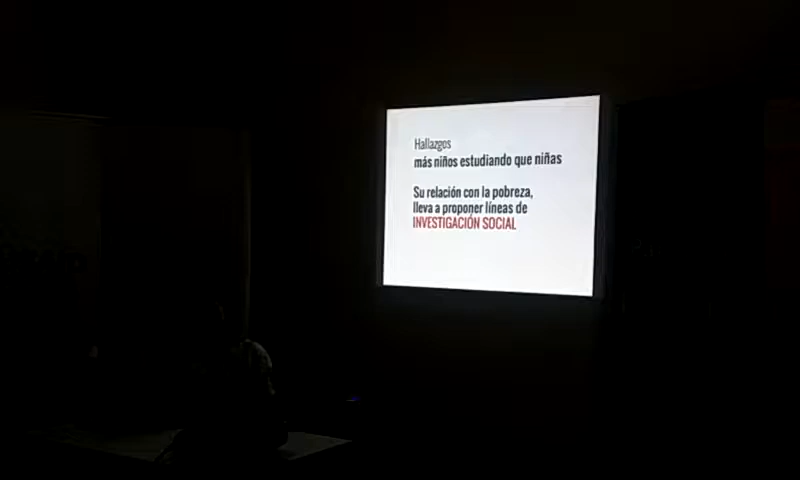 Hallazgos
más niños estudiando que niñas
Su relación con la pobreza,
lleva a proponer líneas de
INVESTIGACIÓN SOCIAL